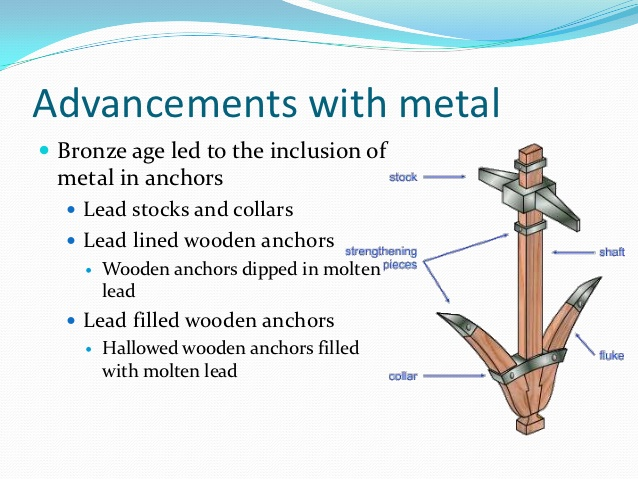 Advancements with metal
Bronze age led to the inclusion of
metal in anchors
Lead stocks and collars
Lead lined wooden anchors
Wooden anchors dipped in molten
lead
Lead filled wooden anchors
Hallowed wooden anchors filled
with molten lead
stock
strengthening
pieces
shaft
fluke
collar